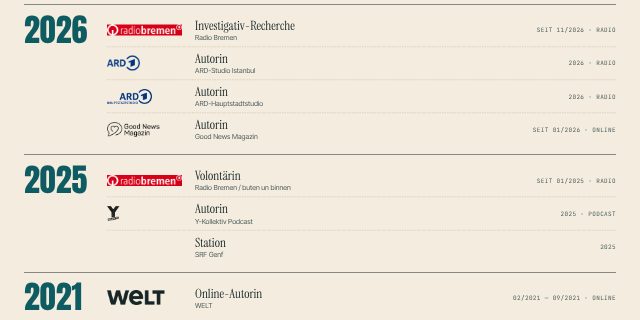 2026
radiobremen
Investigativ-Recherche
Radio Bremen
SEIT 11/2026 · RADIO
ARD
Autorin
ARD-Studio Istanbul
2026 · RADIO
ARD
Autorin
ARD-Hauptstadtstudio
2026 · RADIO
Good News
Magazin
Autorin
Good News Magazin
SEIT 01/2026 · ONLINE
2025
radiobremen
Volontärin
Radio Bremen / buten un binnen
SEIT 01/2025 · RADIO
Y
Autorin
Y-Kollektiv Podcast
2025 · PODCAST
Station
SRF Genf
2025
2021
WELT
Online-Autorin
WELT
02/2021 — 09/2021 · ONLINE